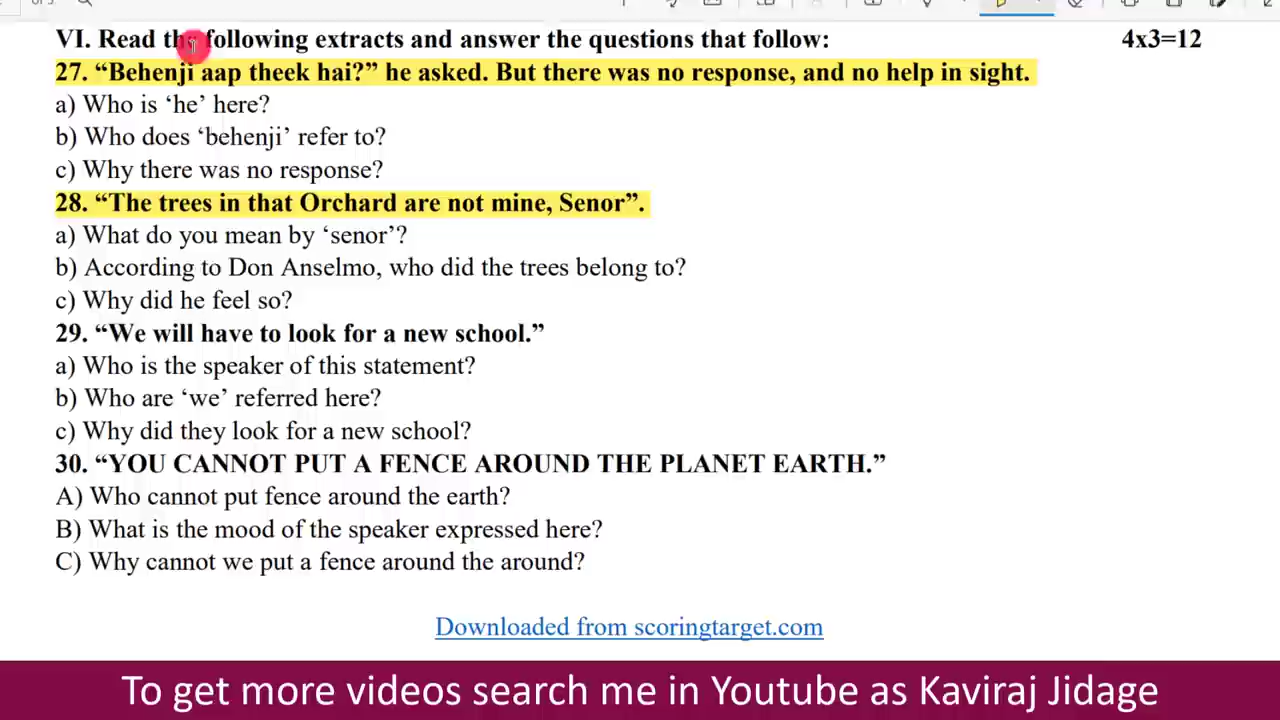 VI. Read the following extracts and answer the questions that follow: 4x3=12
27. “Behenji aap theek hai?” he asked. But there was no response, and no help in sight.
a) Who is ‘he’ here?
b) Who does ‘behenji’ refer to?
c) Why there was no response?
28. “The trees in that Orchard are not mine, Senor”.
a) What do you mean by ‘senor’?
b) According to Don Anselmo, who did the trees belong to?
c) Why did he feel so?
29. “We will have to look for a new school.”
a) Who is the speaker of this statement?
b) Who are ‘we’ referred here?
c) Why did they look for a new school?
30. “YOU CANNOT PUT A FENCE AROUND THE PLANET EARTH.”
A) Who cannot put fence around the earth?
B) What is the mood of the speaker expressed here?
C) Why cannot we put a fence around the around?
Downloaded from scoringtarget.com
To get more videos search me in Youtube as Kaviraj Jidage